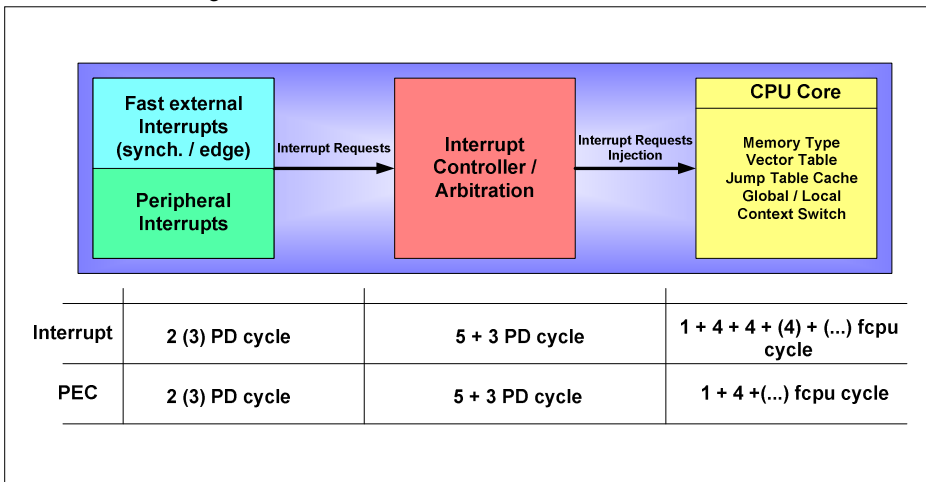 Fast external
Interrupts
(synch. / edge)
Peripheral
Interrupts
Interrupt Requests
Interrupt
Controller /
Arbitration
Interrupt Requests
Injection
CPU Core
Memory Type
Vector Table
Jump Table Cache
Global / Local
Context Switch
Interrupt
2 (3) PD cycle
5 + 3 PD cycle
1 + 4 + 4 + (4) + (...) fcpu
cycle
PEC
2 (3) PD cycle
5 + 3 PD cycle
1 + 4 +(...) fcpu cycle